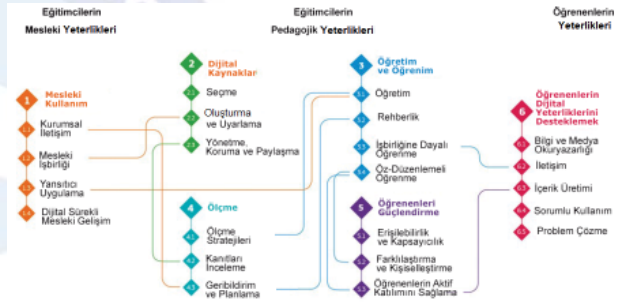 Eğitimcilerin
Mesleki Yeterlikleri
Eğitimcilerin
Pedagojik Yeterlikleri
Öğrenenlerin
Yeterlikleri
1
Mesleki
Kullanım
1.1
Kurumsal
İletişim
1.2
Mesleki
İşbirliği
1.3
Yansıtıcı
Uygulama
1.4
Dijital Sürekli
Mesleki Gelişim
2
Dijital
Kaynaklar
2.1
Seçme
2.2
Oluşturma
ve Uyarlama
2.3
Yönetme,
Koruma ve Paylaşma
4
Ölçme
4.1
Ölçme
Stratejileri
4.2
Kanıtları
İnceleme
4.3
Geribildirim
ve Planlama
3
Öğretim
ve Öğrenim
3.1
Öğretim
3.2
Rehberlik
3.3
İşbirliğine Dayalı
Öğrenme
3.4
Öz-Düzenlemeli
Öğrenme
5
Öğrenenleri
Güçlendirme
5.1
Erişilebilirlik
ve Kapsayıcılık
5.2
Farklılaştırma
ve Kişiselleştirme
5.3
Öğrenenlerin Aktif
Katılımını Sağlama
6
Öğrenenlerin
Dijital
Yeterliklerini
Desteklemek
6.1
Bilgi ve Medya
Okuryazarlığı
6.2
İletişim
6.3
İçerik Üretimi
6.4
Sorumlu Kullanım
6.5
Problem Çözme